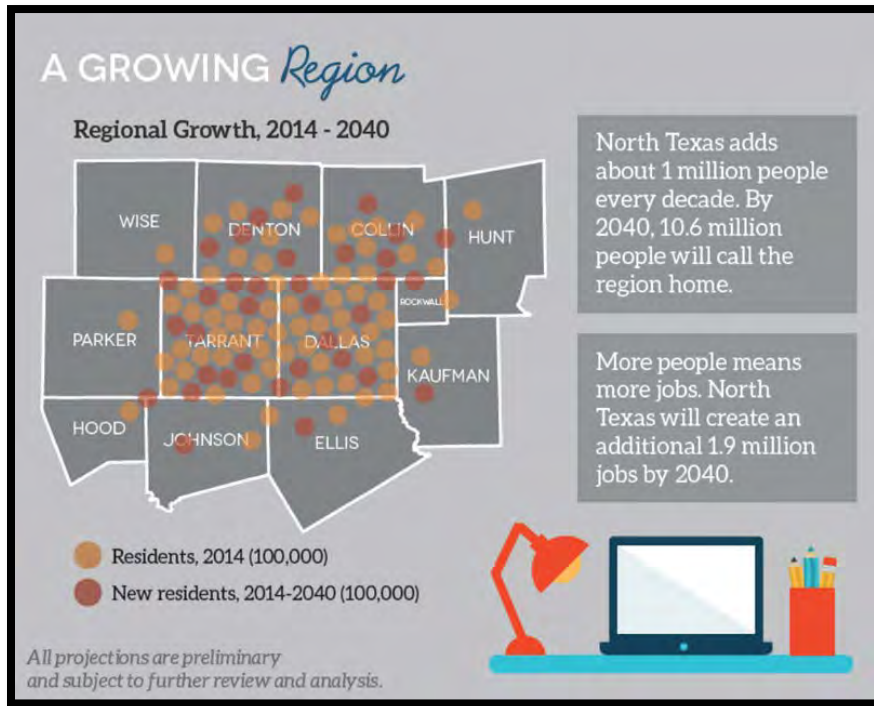 A GROWING Region
Regional Growth, 2014 - 2040
WISE
DENTON
COLLIN
HUNT
PARKER
TARRANT
DALLAS
ROCKWALL
KAUFMAN
HOOD
JOHNSON
ELLIS
Residents, 2014 (100,000)
New residents, 2014-2040 (100,000)
All projections are preliminary
and subject to further review and analysis.
North Texas adds
about 1 million people
every decade. By
2040, 10.6 million
people will call the
region home.
More people means
more jobs. North
Texas will create an
additional 1.9 million
jobs by 2040.